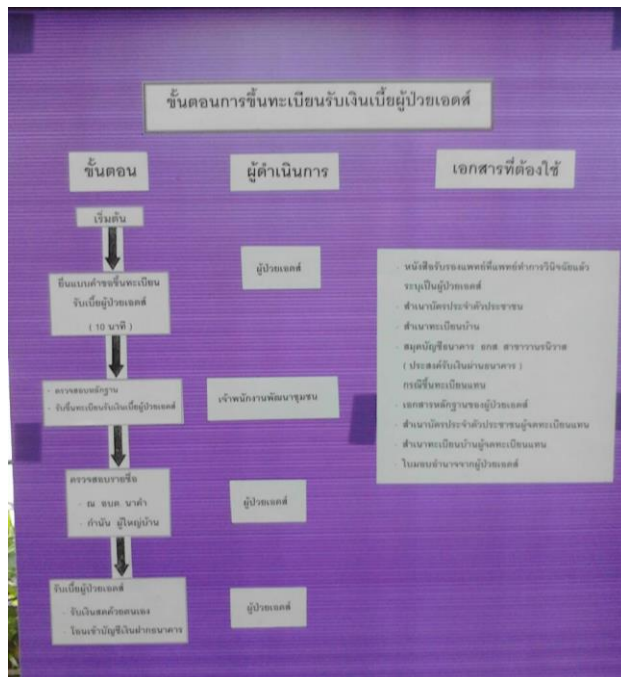 ขั้นตอนการขึ้นทะเบียนรับเงินเบี้ยผู้ป่วยเอดส์
ขั้นตอน
ผู้ดำเนินการ
เอกสารที่ต้องใช้
เริ่มต้น
ยื่นแบบคำขอขึ้นทะเบียน
รับเบี้ยผู้ป่วยเอดส์
( 10 นาที )
ผู้ป่วยเอดส์
- ตรวจสอบหลักฐาน
- รับขึ้นทะเบียนรับเงินเบี้ยผู้ป่วยเอดส์
เจ้าพนักงานพัฒนาชุมชน
ตรวจสอบรายชื่อ
- ณ อบต. นาคำ
- กำนัน ผู้ใหญ่บ้าน
ผู้ป่วยเอดส์
รับเบี้ยผู้ป่วยเอดส์
- รับเงินสดด้วยตนเอง
- โอนเข้าบัญชีเงินฝากธนาคาร
ผู้ป่วยเอดส์
- หนังสือรับรองแพทย์ที่แพทย์ทำการวินิจฉัยแล้ว
ระบุเป็นผู้ป่วยเอดส์
- สำเนาบัตรประจำตัวประชาชน
- สำเนาทะเบียนบ้าน
- สมุดบัญชีธนาคาร ธกส. สาขาวานรนิวาส
( ประสงค์รับเงินผ่านธนาคาร )
กรณีขึ้นทะเบียนแทน
- เอกสารหลักฐานของผู้ป่วยเอดส์
- สำเนาบัตรประจำตัวประชาชนผู้จดทะเบียนแทน
- สำเนาทะเบียนบ้านผู้จดทะเบียนแทน
- ใบมอบอำนาจจากผู้ป่วยเอดส์